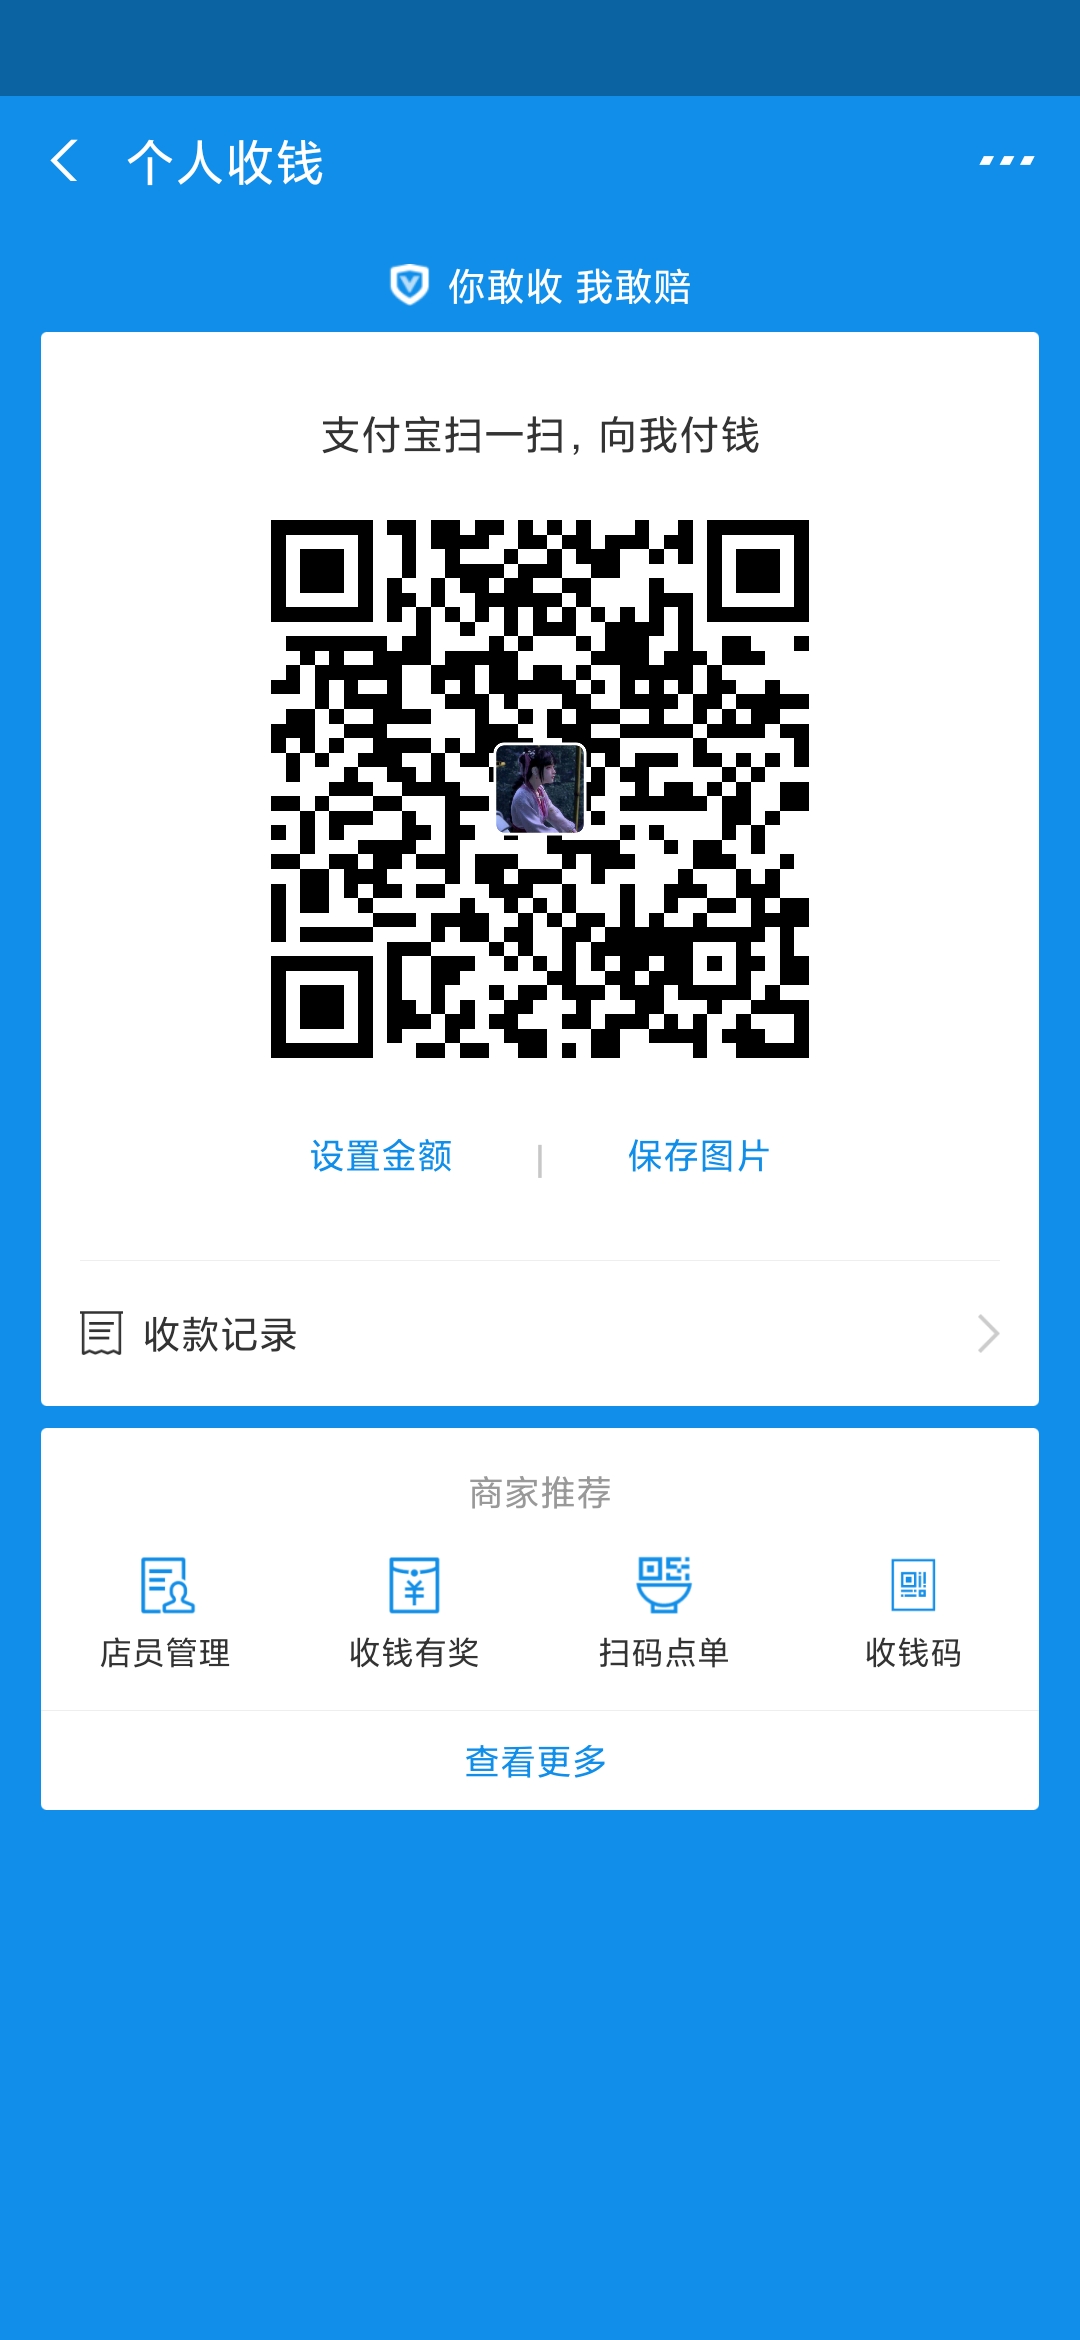 个人收钱
你敢收 我敢赔
支付宝扫一扫，向我付钱
设置金额 | 保存图片
收款记录
商家推荐
店员管理 收钱有奖 扫码点单 收钱码
查看更多